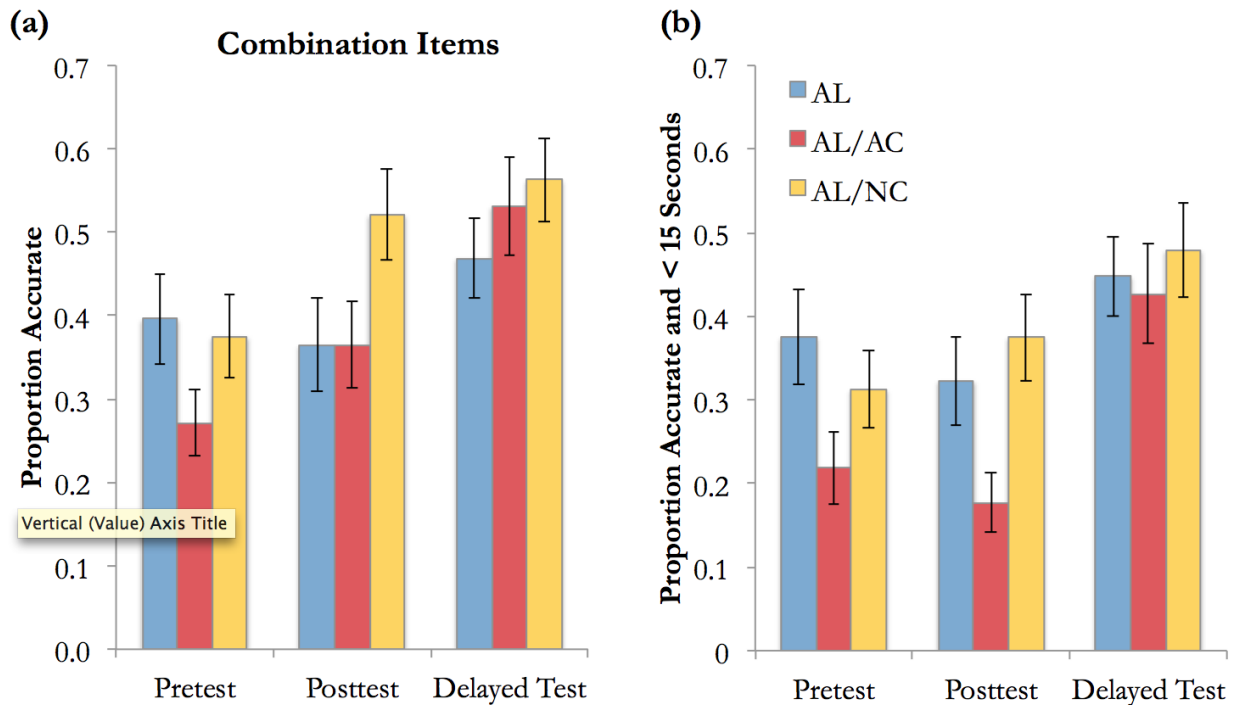 (a)
Combination Items
Proportion Accurate
0.7
0.6
0.5
0.4
0.3
0.2
0.1
0.0
Vertical (Value) Axis Title
Pretest Posttest Delayed Test
(b)
Proportion Accurate and < 15 Seconds
0.7
0.6
0.5
0.4
0.3
0.2
0.1
0
AL
AL/AC
AL/NC
Pretest Posttest Delayed Test